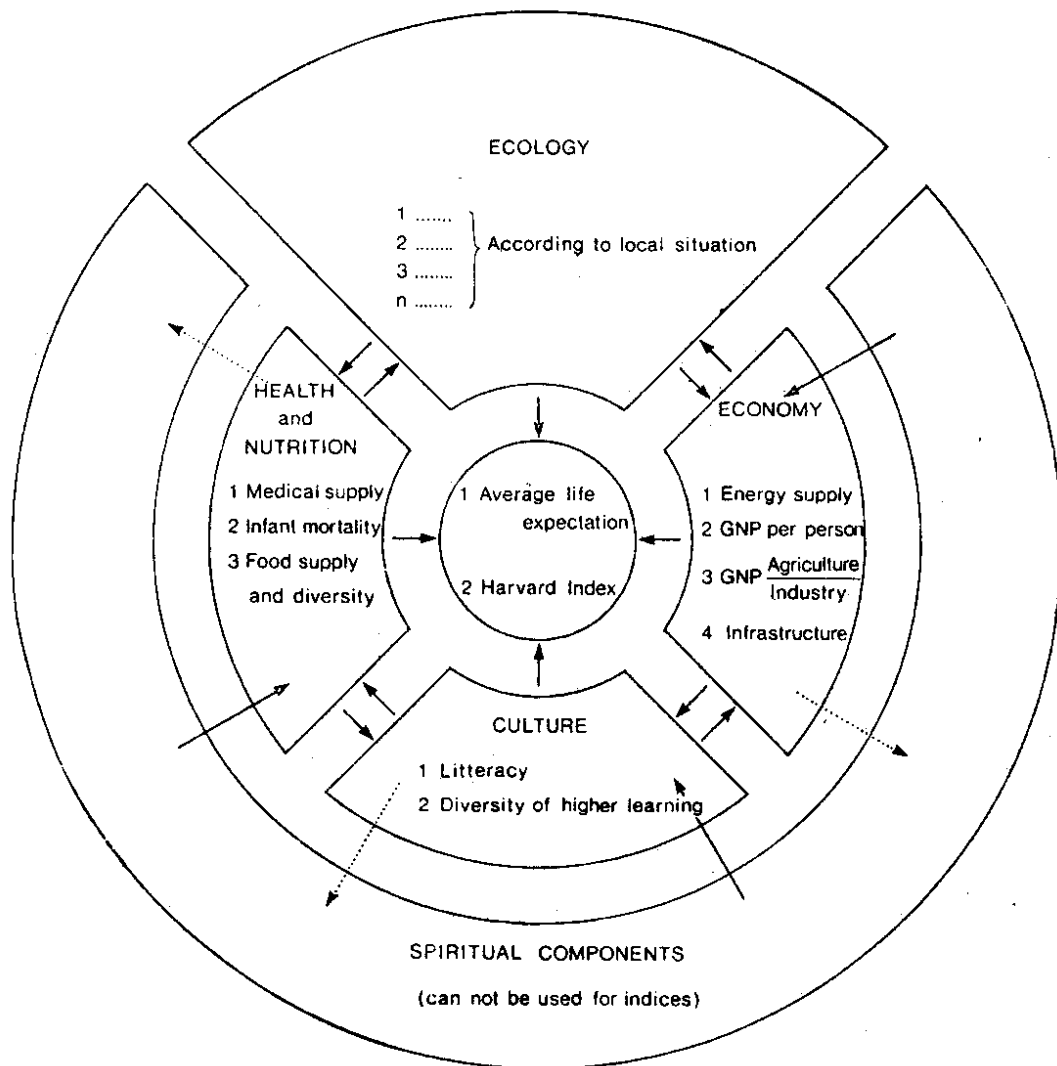 ECOLOGY
1 .......
2 ........
3 ........
n ........
According to local situation
HEALTH
and
NUTRITION
1 Medical supply
2 Infant mortality
3 Food supply
and diversity
1 Average life
expectation
2 Harvard Index
ECONOMY
1 Energy supply
2 GNP per person
3 GNP Agriculture
Industry
4 Infrastructure
CULTURE
1 Litteracy
2 Diversity of higher learning
SPIRITUAL COMPONENTS
(can not be used for indices)